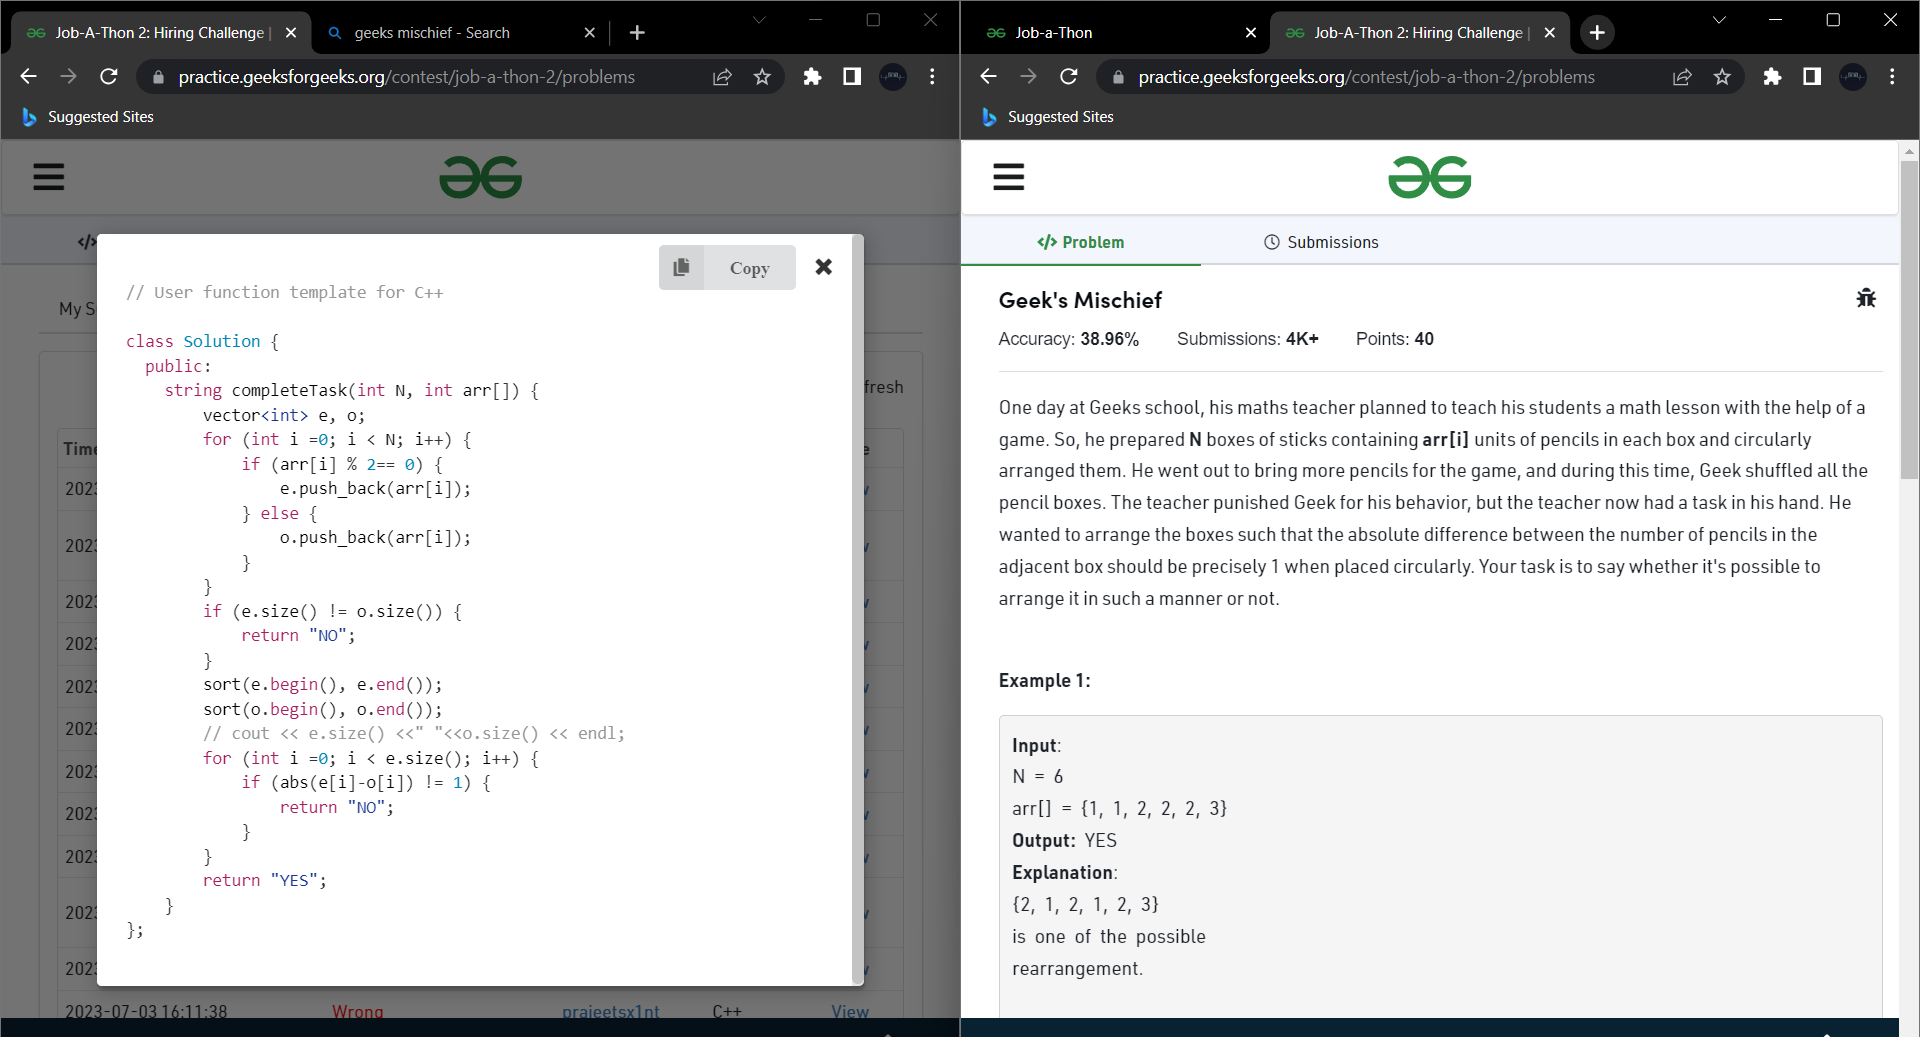 Job-A-Thon 2: Hiring Challenge |
geeks mischief - Search
practice.geeksforgeeks.org/contest/job-a-thon-2/problems
Suggested Sites
</>
My S
fresh
Time
e
2023
2023
2023
2023
2023
2023
2023
2023
2023
2023
2023
2023-07-03 16:11:38 Wrong prajeetsx1nt C++ View
Copy
// User function template for C++
class Solution {
public:
string completeTask(int N, int arr[]) {
vector<int> e, o;
for (int i =0; i < N; i++) {
if (arr[i] % 2== 0) {
e.push_back(arr[i]);
} else {
o.push_back(arr[i]);
}
}
if (e.size() != o.size()) {
return "NO";
}
sort(e.begin(), e.end());
sort(o.begin(), o.end());
// cout << e.size() <<" "<<o.size() << endl;
for (int i =0; i < e.size(); i++) {
if (abs(e[i]-o[i]) != 1) {
return "NO";
}
}
return "YES";
}
};
Job-a-Thon
Job-A-Thon 2: Hiring Challenge |
practice.geeksforgeeks.org/contest/job-a-thon-2/problems
Suggested Sites
</> Problem
Submissions
Geek's Mischief
Accuracy: 38.96% Submissions: 4K+ Points: 40
One day at Geeks school, his maths teacher planned to teach his students a math lesson with the help of a
game. So, he prepared N boxes of sticks containing arr[i] units of pencils in each box and circularly
arranged them. He went out to bring more pencils for the game, and during this time, Geek shuffled all the
pencil boxes. The teacher punished Geek for his behavior, but the teacher now had a task in his hand. He
wanted to arrange the boxes such that the absolute difference between the number of pencils in the
adjacent box should be precisely 1 when placed circularly. Your task is to say whether it's possible to
arrange it in such a manner or not.
Example 1:
Input:
N = 6
arr[] = {1, 1, 2, 2, 2, 3}
Output: YES
Explanation:
{2, 1, 2, 1, 2, 3}
is one of the possible
rearrangement.